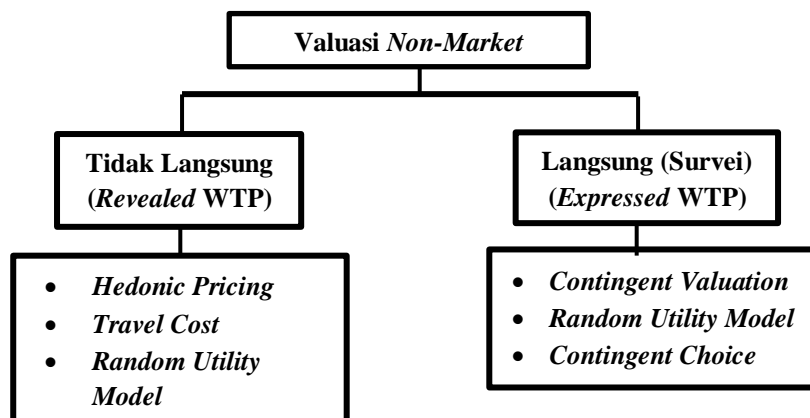 Valuasi Non-Market
Tidak Langsung
(Revealed WTP)
Langsung (Survei)
(Expressed WTP)
• Hedonic Pricing
• Travel Cost
• Random Utility
Model
• Contingent Valuation
• Random Utility Model
• Contingent Choice